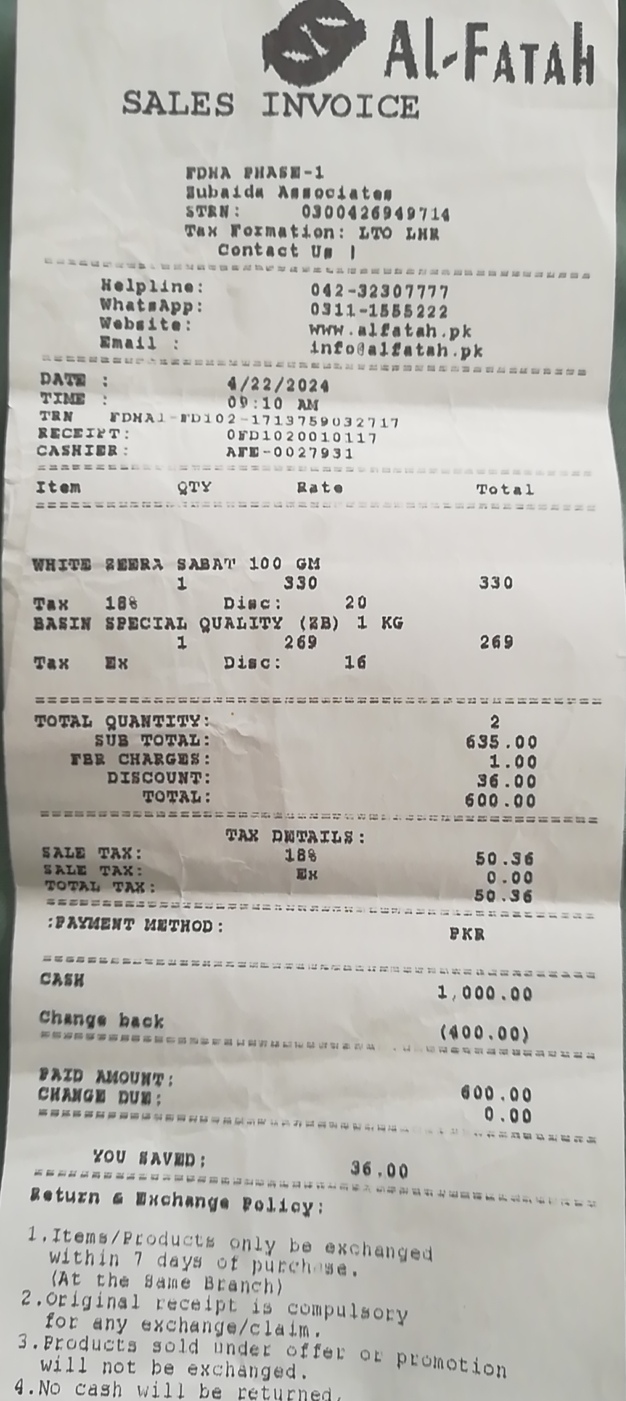 Al-Fatah
SALES INVOICE
FDHA PHASE-1
Zubaida Associates
STRN: 0300426949714
Tax Formation: LTO LHR
Contact Us |
Helpline: 042-32307777
WhatsApp: 0311-1555222
Website: www.alfatah.pk
Email : info@alfatah.pk
DATE : 4/22/2024
TIME : 09:10 AM
TRN FDHA1-FD102-1713759032717
RECEIPT: OFD1020010117
CASHIER: AFE-0027931
Item QTY Rate Total
WHITE ZEERA SABAT 100 GM
1 330 330
Tax 18% Disc: 20
BASIN SPECIAL QUALITY (ZB) 1 KG
1 269 269
Tax Ex Disc: 16
TOTAL QUANTITY: 2
SUB TOTAL: 635.00
FBR CHARGES: 1.00
DISCOUNT: 36.00
TOTAL: 600.00
TAX DETAILS:
SALE TAX: 18% 50.36
SALE TAX: Ex 0.00
TOTAL TAX: 50.36
:PAYMENT METHOD: PKR
CASH 1,000.00
Change back (400.00)
PAID AMOUNT: 600.00
CHANGE DUE: 0.00
YOU SAVED: 36.00
Return & Exchange Policy:
1.Items/Products only be exchanged
within 7 days of purchase.
(At the Same Branch)
2.Original receipt is compulsory
for any exchange/claim.
3.Products sold under offer or promotion
will not be exchanged.
4.No cash will be returned.